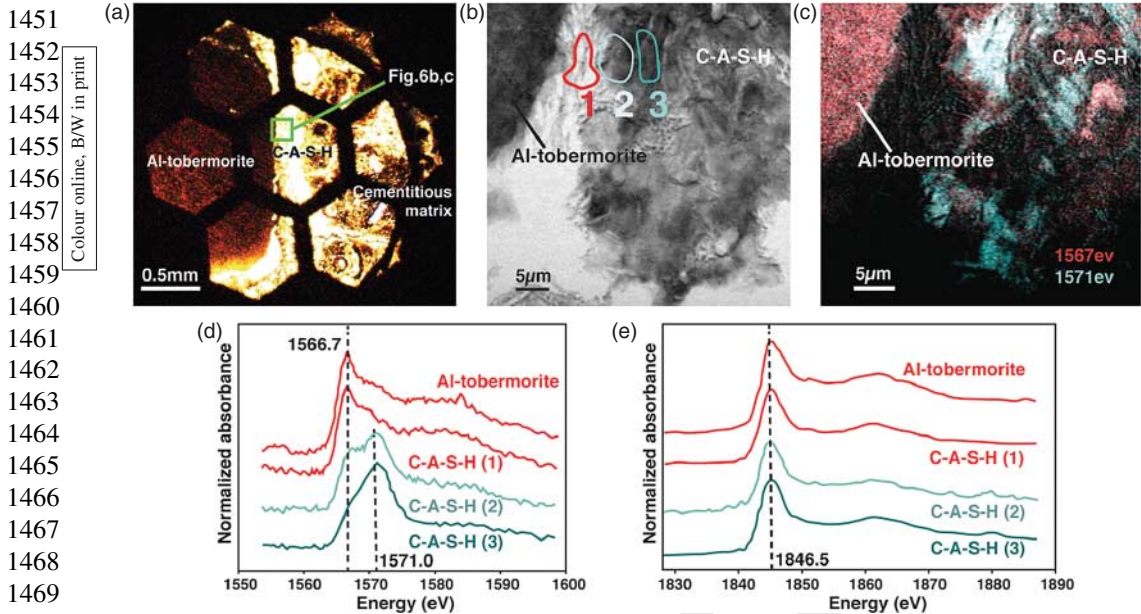 1451
1452
1453
1454
1455
1456
1457
1458
1459
1460
1461
1462
1463
1464
1465
1466
1467
1468
1469
Colour online, B/W in print
(a)
Fig.6b,c
Al-tobermorite
C-A-S-H
Cementitious
matrix
0.5mm
(b)
1
2
3
C-A-S-H
Al-tobermorite
5µm
(c)
C-A-S-H
Al-tobermorite
1567ev
1571ev
5µm
(d)
Normalized absorbance
1566.7
Al-tobermorite
C-A-S-H (1)
C-A-S-H (2)
C-A-S-H (3)
1571.0
1550 1560 1570 1580 1590 1600
Energy (eV)
(e)
Normalized absorbance
Al-tobermorite
C-A-S-H (1)
C-A-S-H (2)
C-A-S-H (3)
1846.5
1830 1840 1850 1860 1870 1880 1890
Energy (eV)